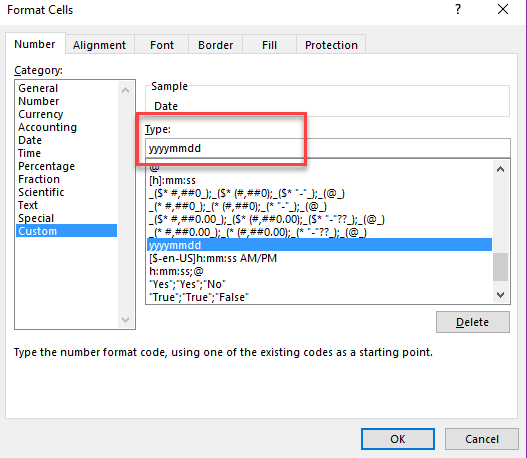 Format Cells
?
Number
Alignment
Font
Border
Fill
Protection
Category:
General
Number
Currency
Accounting
Date
Time
Percentage
Fraction
Scientific
Text
Special
Custom
Sample
Date
Type:
yyyymmdd
@
[h]:mm:ss
_($* #,##0_);_($* (#,##0);_($* "-"_);_(@_)
_(* #,##0_);_(* (#,##0);_(* "-"_);_(@_)
_($* #,##0.00_);_($* (#,##0.00);_($* "-"??_);_(@_)
_(* #,##0.00_);_(* (#,##0.00);_(* "-"??_);_(@_)
yyyymmdd
[$-en-US]h:mm:ss AM/PM
h:mm:ss;@
"Yes";"Yes";"No"
"True";"True";"False"
Delete
Type the number format code, using one of the existing codes as a starting point.
OK
Cancel